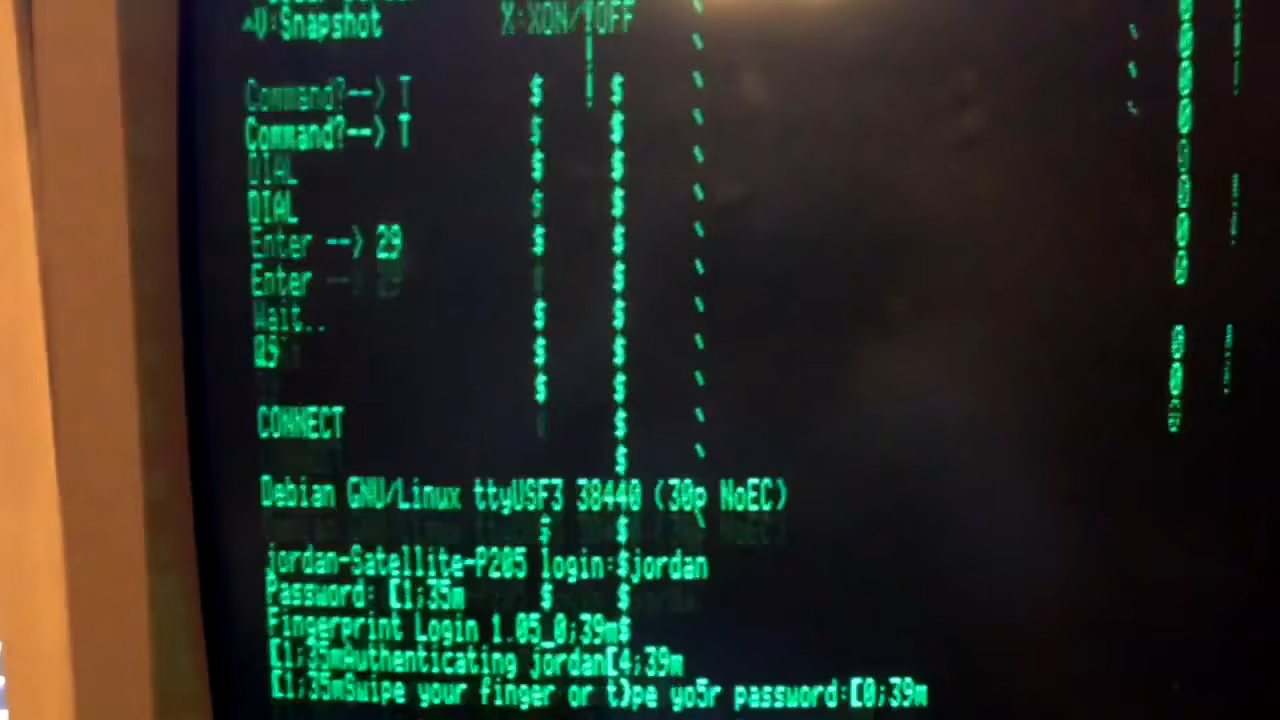 ^U:Snapshot X:XON/XOFF
Command?--> T
Command?--> T
DIAL
DIAL
Enter --> 29
Enter
Wait..
CONNECT
Debian GNU/Linux ttyUSF3 38440 (30p NoEC)
jordan-Satellite-P205 login:$jordan
Password: [1;35m
Fingerprint Login 1.05_0;39m$
[1;35mAuthenticating jordan[4;39m
[1;35mSwipe your finger or t}pe yo5r password:[0;39m